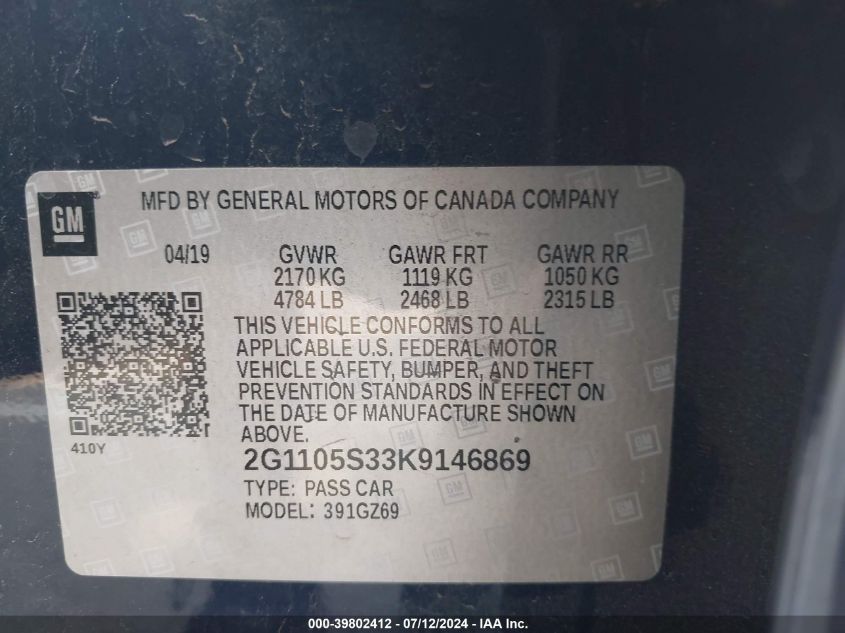 GM
MFD BY GENERAL MOTORS OF CANADA COMPANY
04/19 GVWR GAWR FRT GAWR RR
2170 KG 1119 KG 1050 KG
4784 LB 2468 LB 2315 LB
THIS VEHICLE CONFORMS TO ALL
APPLICABLE U.S. FEDERAL MOTOR
VEHICLE SAFETY, BUMPER, AND THEFT
PREVENTION STANDARDS IN EFFECT ON
THE DATE OF MANUFACTURE SHOWN
ABOVE.
410Y
2G1105S33K9146869
TYPE: PASS CAR
MODEL: 391GZ69
000-39802412 - 07/12/2024 - IAA Inc.